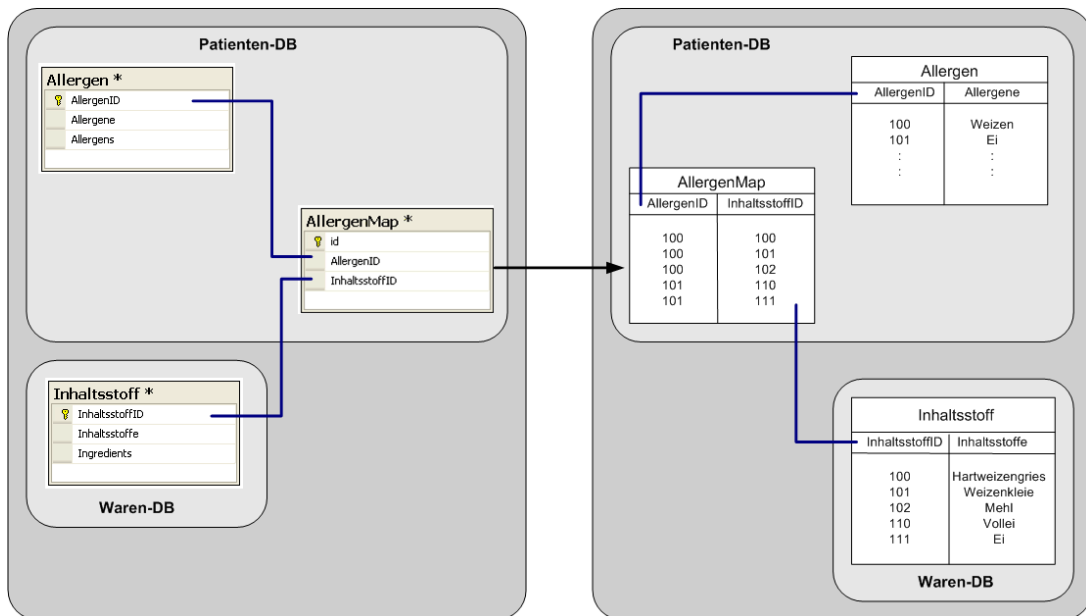 Patienten-DB
Allergen *
AllergenID
Allergene
Allergens
AllergenMap *
id
AllergenID
InhaltsstoffID
Inhaltsstoff *
InhaltsstoffID
Inhaltsstoffe
Ingredients
Waren-DB
Patienten-DB
Allergen
AllergenID Allergene
100 Weizen
101 Ei
: :
: :
AllergenMap
AllergenID InhaltsstoffID
100 100
100 101
100 102
101 110
101 111
Inhaltsstoff
InhaltsstoffID Inhaltsstoffe
100 Hartweizengries
101 Weizenkleie
102 Mehl
110 Vollei
111 Ei
Waren-DB